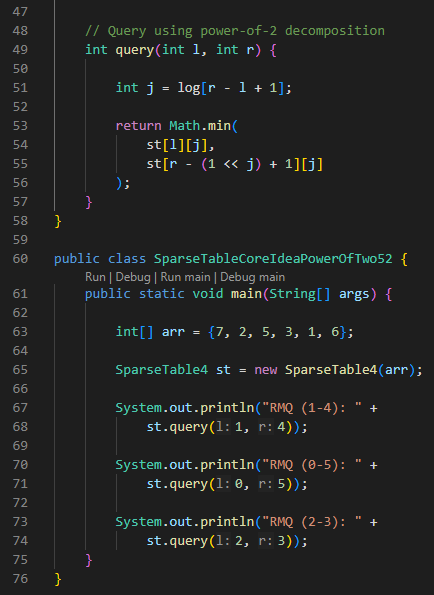 47
48 // Query using power-of-2 decomposition
49 int query(int l, int r) {
50
51 int j = log[r - l + 1];
52
53 return Math.min(
54 st[l][j],
55 st[r - (1 << j) + 1][j]
56 );
57 }
58 }
59
60 public class SparseTableCoreIdeaPowerOfTwo52 {
Run | Debug | Run main | Debug main
61 public static void main(String[] args) {
62
63 int[] arr = {7, 2, 5, 3, 1, 6};
64
65 SparseTable4 st = new SparseTable4(arr);
66
67 System.out.println("RMQ (1-4): " +
68 st.query(l: 1, r: 4));
69
70 System.out.println("RMQ (0-5): " +
71 st.query(l: 0, r: 5));
72
73 System.out.println("RMQ (2-3): " +
74 st.query(l: 2, r: 3));
75 }
76 }